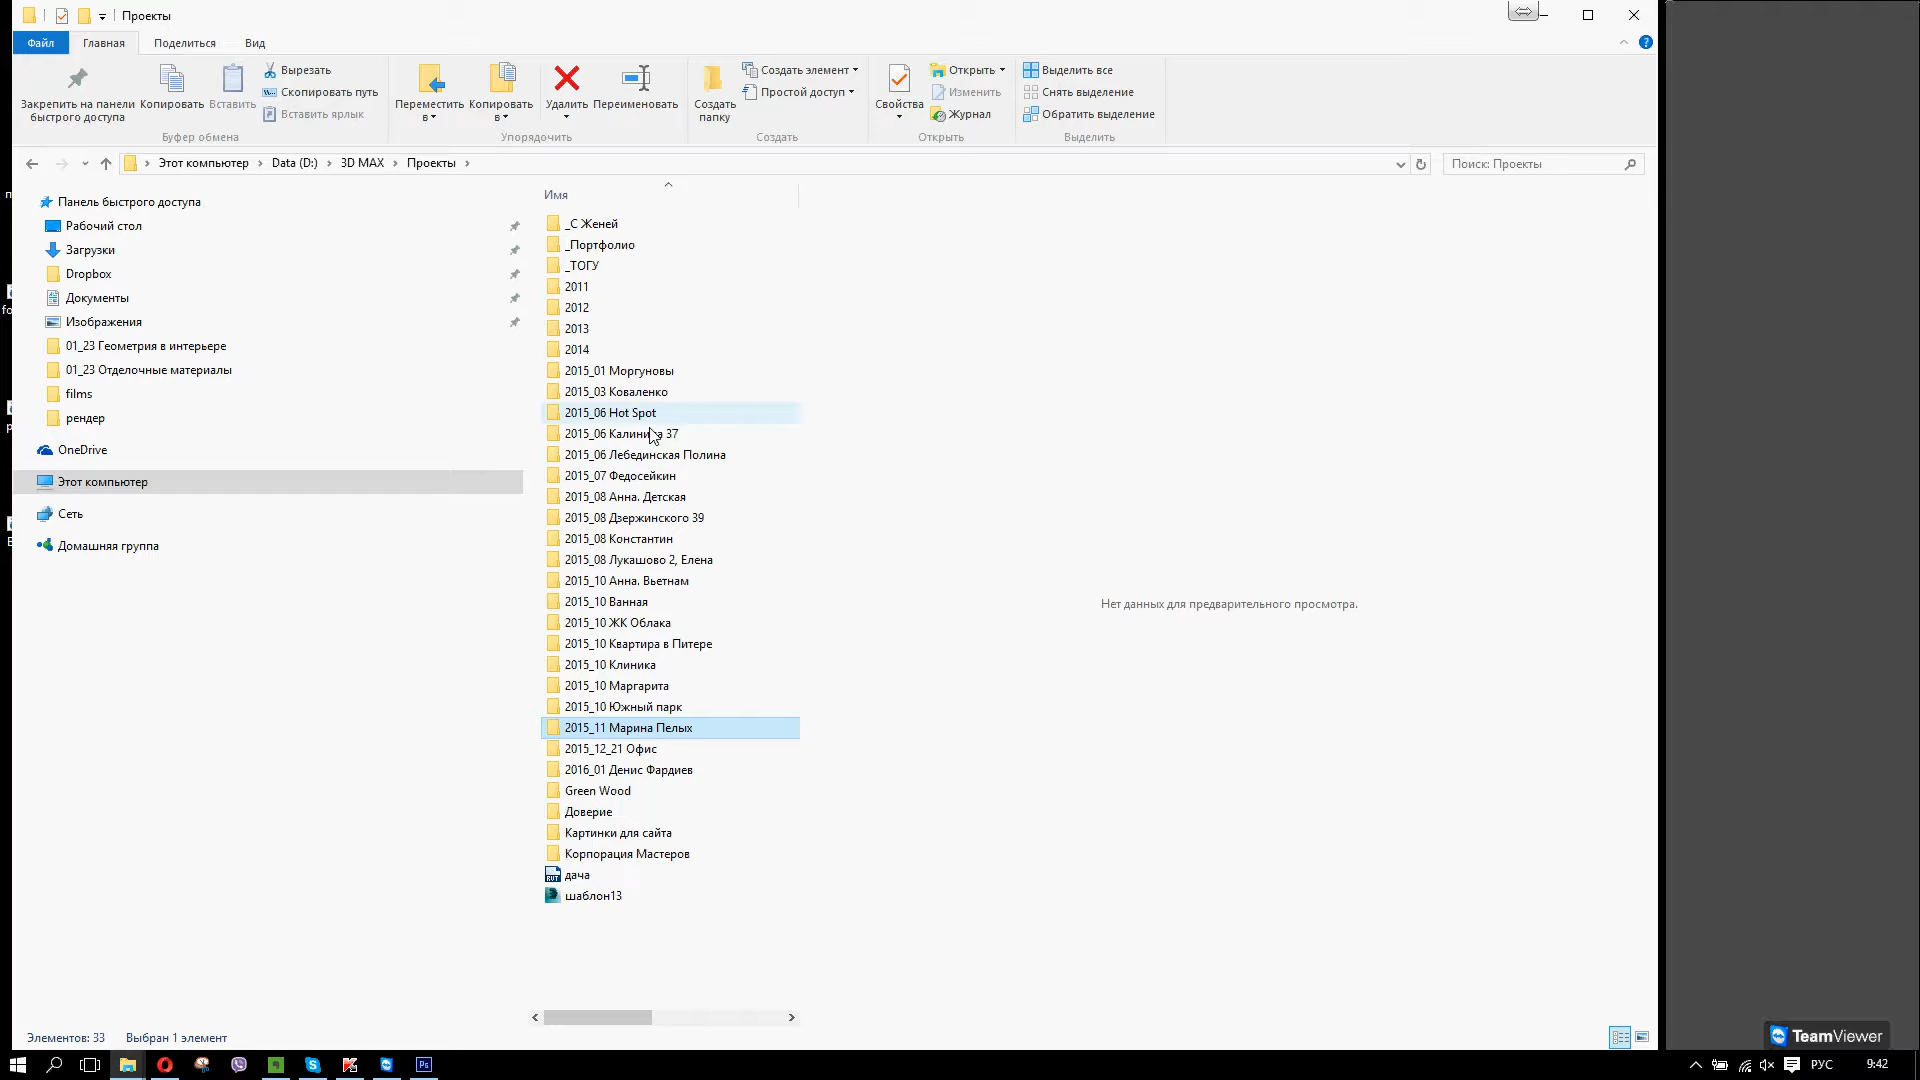 Проекты
Файл
Главная
Поделиться
Вид
Закрепить на панели быстрого доступа
Копировать
Вставить
Вырезать
Скопировать путь
Вставить ярлык
Буфер обмена
Переместить в
Копировать в
Удалить
Переименовать
Упорядочить
Создать папку
Создать элемент
Простой доступ
Создать
Свойства
Открыть
Изменить
Журнал
Открыть
Выделить все
Снять выделение
Обратить выделение
Выделить
Этот компьютер
Data (D:)
3D MAX
Проекты
Поиск: Проекты
Панель быстрого доступа
Рабочий стол
Загрузки
Dropbox
Документы
Изображения
01_23 Геометрия в интерьере
01_23 Отделочные материалы
films
рендер
OneDrive
Этот компьютер
Сеть
Домашняя группа
Имя
_С Женей
_Портфолио
_ТОГУ
2011
2012
2013
2014
2015_01 Моргуновы
2015_03 Коваленко
2015_06 Hot Spot
2015_06 Калинина 37
2015_06 Лебединская Полина
2015_07 Федосейкин
2015_08 Анна. Детская
2015_08 Дзержинского 39
2015_08 Константин
2015_08 Лукашово 2, Елена
2015_10 Анна. Вьетнам
2015_10 Ванная
2015_10 ЖК Облака
2015_10 Квартира в Питере
2015_10 Клиника
2015_10 Маргарита
2015_10 Южный парк
2015_11 Марина Пелых
2015_12_21 Офис
2016_01 Денис Фардиев
Green Wood
Доверие
Картинки для сайта
Корпорация Мастеров
дача
шаблон13
Нет данных для предварительного просмотра.
Элементов: 33
Выбран 1 элемент
TeamViewer
Ps
РУС
9:42